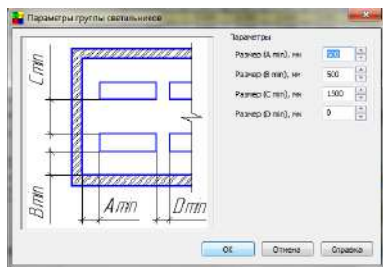 Параметры группы светильников
Параметры
Размер (A min), мм
Размер (B min), мм 500
Размер (C min), мм 1300
Размер (D min), мм 0
Cmin
Bmin
Amin
Dmin
OK Отмена Справка